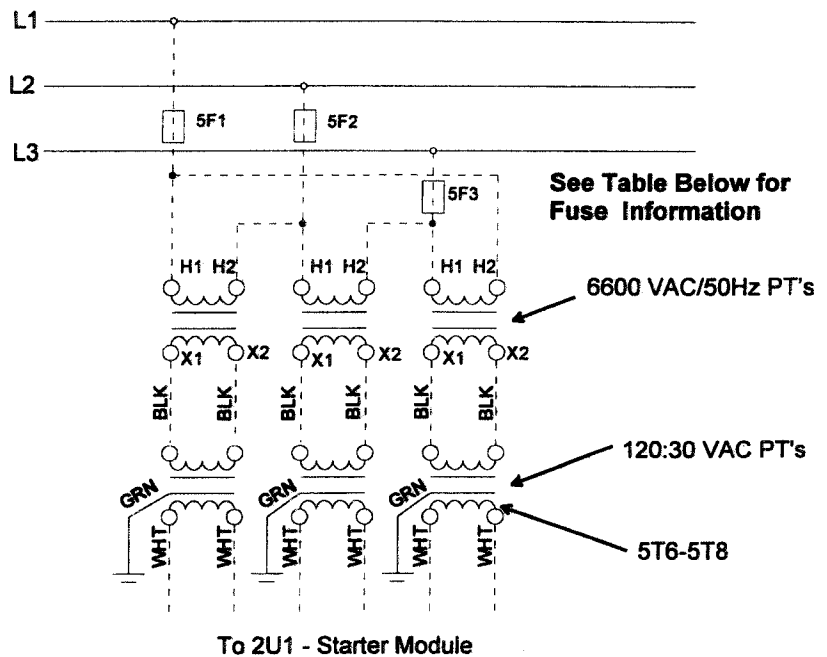 L1
L2
5F1
5F2
L3
5F3
See Table Below for
Fuse Information
H1 H2
H1 H2
H1 H2
6600 VAC/50Hz PT's
X1
X2
X1
X2
X1
X2
BLK
BLK
BLK
BLK
BLK
BLK
120:30 VAC PT's
GRN
GRN
GRN
WHT
WHT
WHT
WHT
WHT
WHT
5T6-5T8
To 2U1 - Starter Module